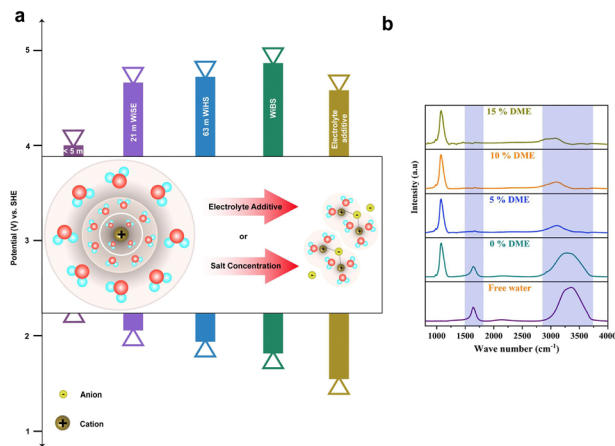 a
b
5
4
3
2
1
Potential (V) vs. SHE
< 5 m
21 m WiSE
63 m WiHS
WiBS
Electrolyte
additive
Electrolyte Additive
or
Salt Concentration
+
-
Anion
+
Cation
Intensity (a.u)
15 % DME
10 % DME
5 % DME
0 % DME
Free water
1000 1500 2000 2500 3000 3500 4000
Wave number (cm⁻¹)